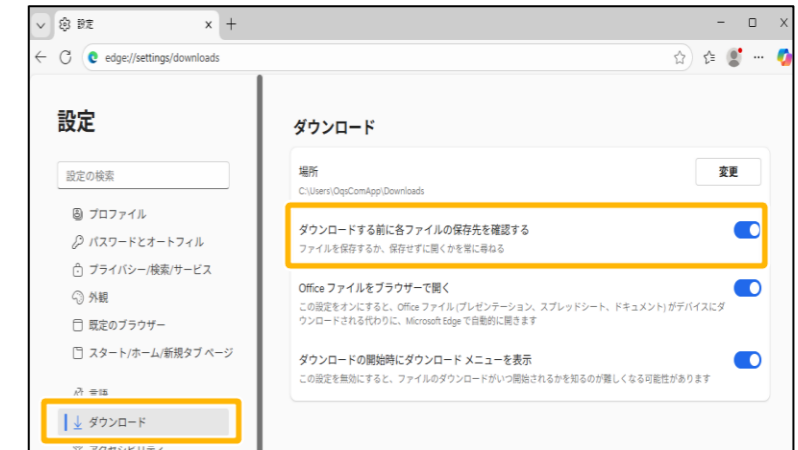 設定
edge://settings/downloads
設定
設定の検索
プロファイル
パスワードとオートフィル
プライバシー/検索/サービス
外観
既定のブラウザー
スタート/ホーム/新規タブ ページ
言語
ダウンロード
アクセシビリティ
ダウンロード
場所
C:\Users\OqsComApp\Downloads
変更
ダウンロードする前に各ファイルの保存先を確認する
ファイルを保存するか、保存せずに開くかを常に尋ねる
Office ファイルをブラウザーで開く
この設定をオンにすると、Office ファイル (プレゼンテーション、スプレッドシート、ドキュメント) がデバイスにダ
ウンロードされる代わりに、Microsoft Edge で自動的に開きます
ダウンロードの開始時にダウンロード メニューを表示
この設定を無効にすると、ファイルのダウンロードがいつ開始されるかを知るのが難しくなる可能性があります